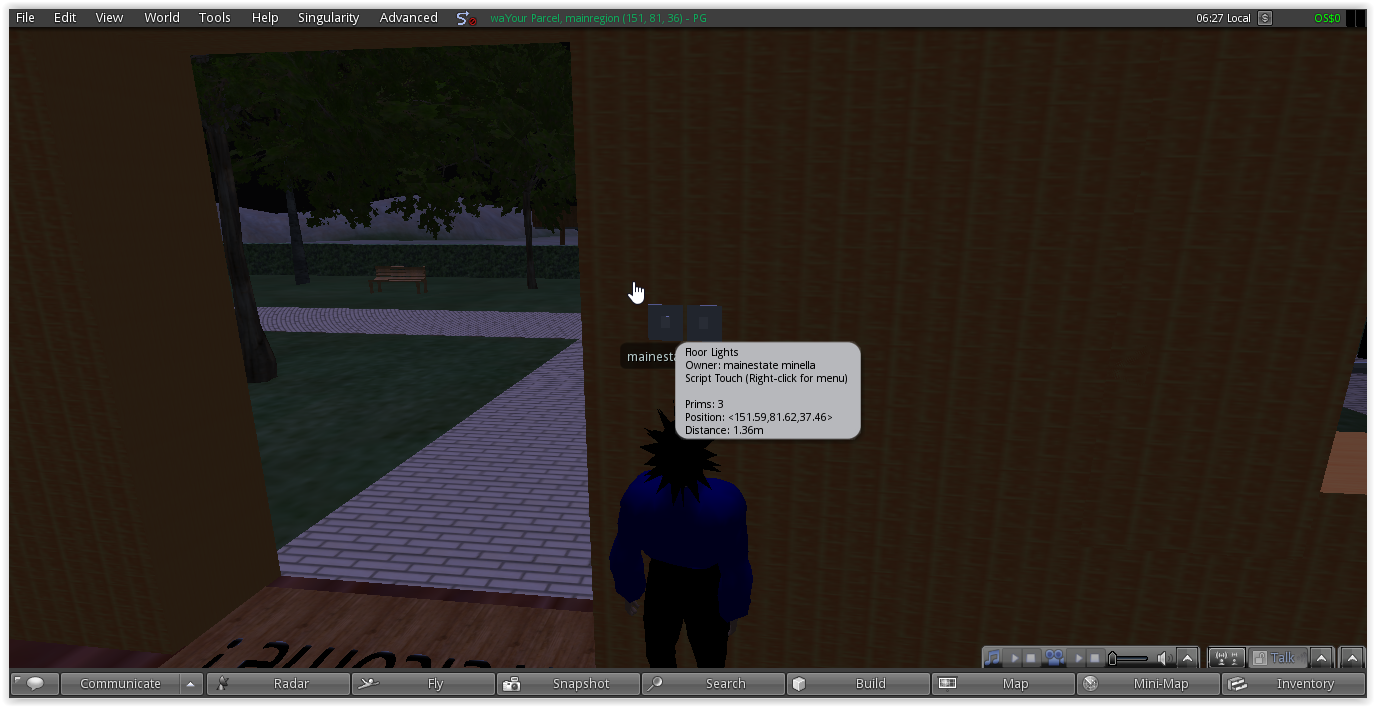 File Edit View World Tools Help Singularity Advanced
waYour Parcel, mainregion (151, 81, 36) - PG
06:27 Local $ OS$0
mainesta
Floor Lights
Owner: mainestate minella
Script Touch (Right-click for menu)
Prims: 3
Position: <151.59,81.62,37.46>
Distance: 1.36m
Talk
Communicate Radar Fly Snapshot Search Build Map Mini-Map Inventory